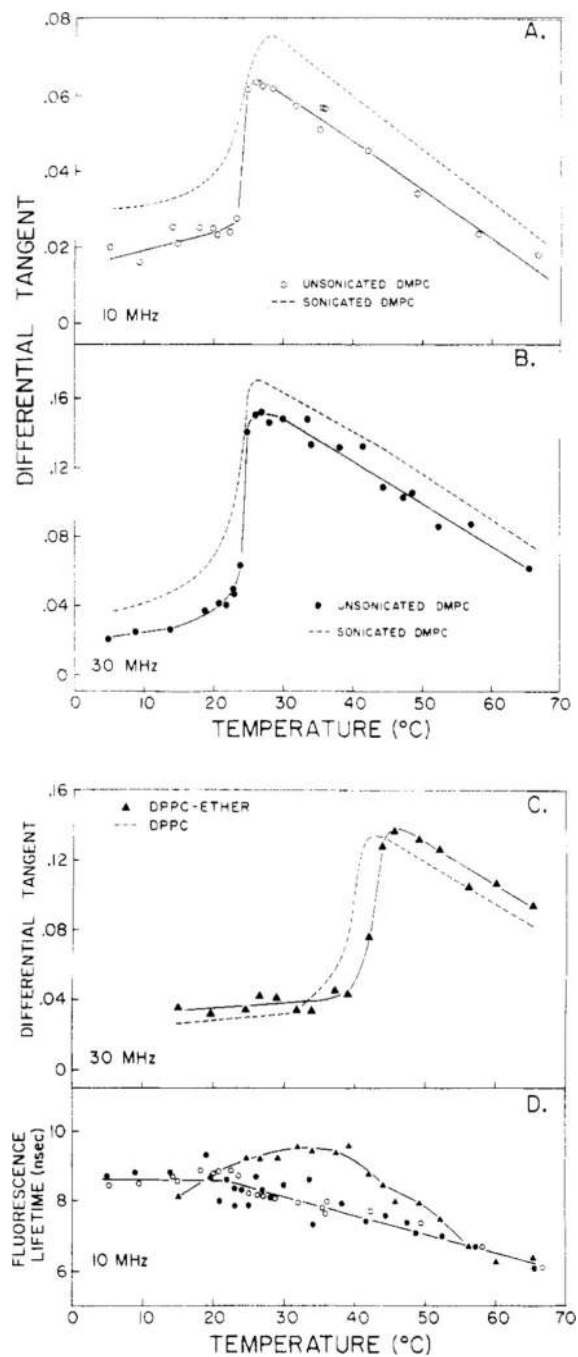 A.
.08
.06
.04
.02
0
○ UNSONICATED DMPC
--- SONICATED DMPC
10 MHz
DIFFERENTIAL TANGENT
B.
.16
.12
.08
.04
0
● UNSONICATED DMPC
--- SONICATED DMPC
30 MHz
0 10 20 30 40 50 60 70
TEMPERATURE (°C)
C.
▲ DPPC-ETHER
--- DPPC
.16
.12
.08
.04
0
DIFFERENTIAL TANGENT
30 MHz
D.
10
8
6
FLUORESCENCE
LIFETIME (nsec)
10 MHz
0 10 20 30 40 50 60 70
TEMPERATURE (°C)